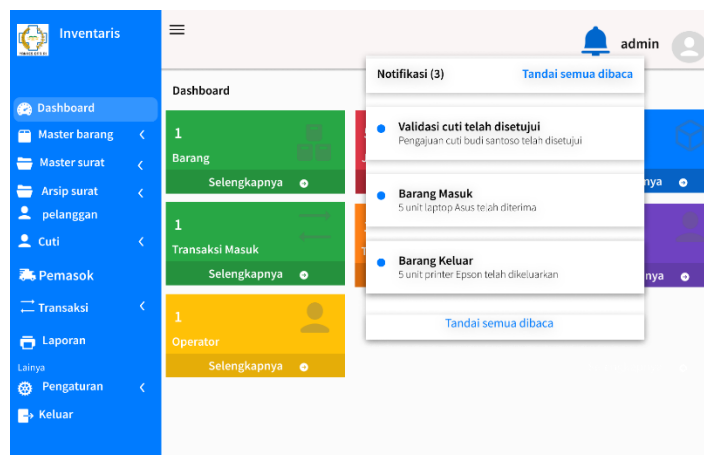 Inventaris
admin
Dashboard
Master barang
Master surat
Arsip surat
pelanggan
Cuti
Pemasok
Transaksi
Laporan
Lainya
Pengaturan
Keluar
Dashboard
1
Barang
Selengkapnya
1
Transaksi Masuk
Selengkapnya
1
Operator
Selengkapnya
Notifikasi (3)
Tandai semua dibaca
Validasi cuti telah disetujui
Pengajuan cuti budi santoso telah disetujui
Barang Masuk
5 unit laptop Asus telah diterima
Barang Keluar
5 unit printer Epson telah dikeluarkan
Tandai semua dibaca
nya
nya